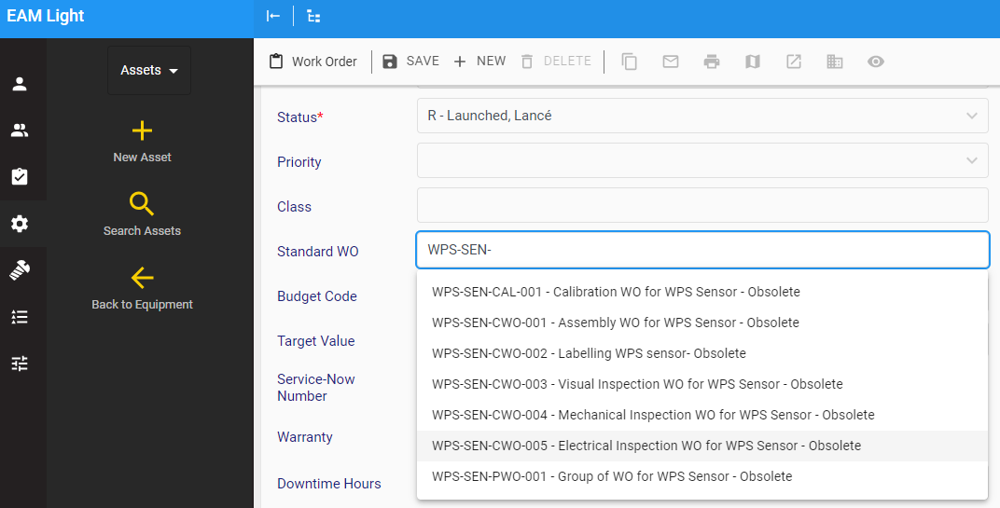 EAM Light
Assets
New Asset
Search Assets
Back to Equipment
Work Order
SAVE
NEW
DELETE
Status*
R - Launched, Lancé
Priority
Class
Standard WO
WPS-SEN-
Budget Code
Target Value
Service-Now
Number
Warranty
Downtime Hours
WPS-SEN-CAL-001 - Calibration WO for WPS Sensor - Obsolete
WPS-SEN-CWO-001 - Assembly WO for WPS Sensor - Obsolete
WPS-SEN-CWO-002 - Labelling WPS sensor- Obsolete
WPS-SEN-CWO-003 - Visual Inspection WO for WPS Sensor - Obsolete
WPS-SEN-CWO-004 - Mechanical Inspection WO for WPS Sensor - Obsolete
WPS-SEN-CWO-005 - Electrical Inspection WO for WPS Sensor - Obsolete
WPS-SEN-PWO-001 - Group of WO for WPS Sensor - Obsolete